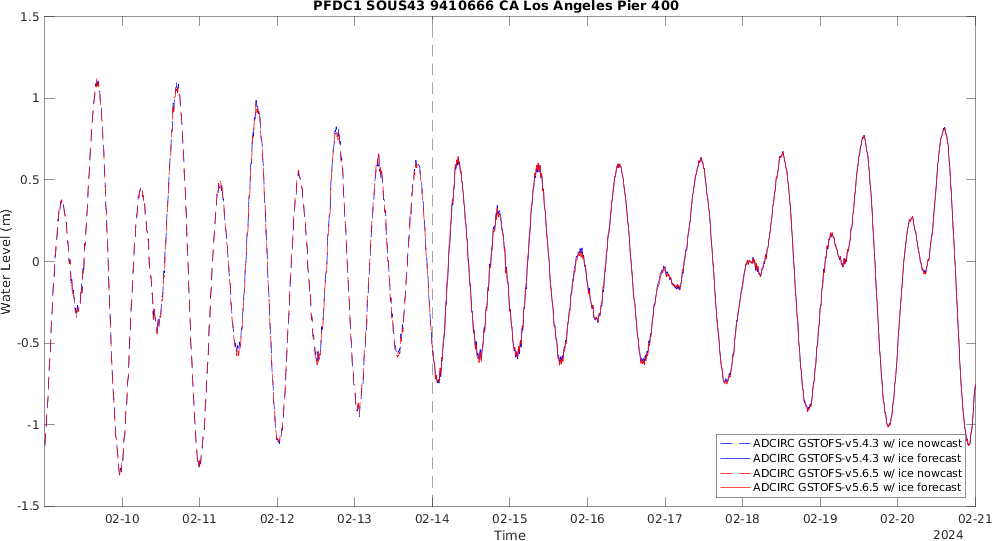 PFDC1 SOUS43 9410666 CA Los Angeles Pier 400
1.5
1
0.5
0
-0.5
-1
-1.5
Water Level (m)
ADCIRC GSTOFS-v5.4.3 w/ ice nowcast
ADCIRC GSTOFS-v5.4.3 w/ ice forecast
ADCIRC GSTOFS-v5.6.5 w/ ice nowcast
ADCIRC GSTOFS-v5.6.5 w/ ice forecast
02-10 02-11 02-12 02-13 02-14 02-15 02-16 02-17 02-18 02-19 02-20 02-21
Time
2024